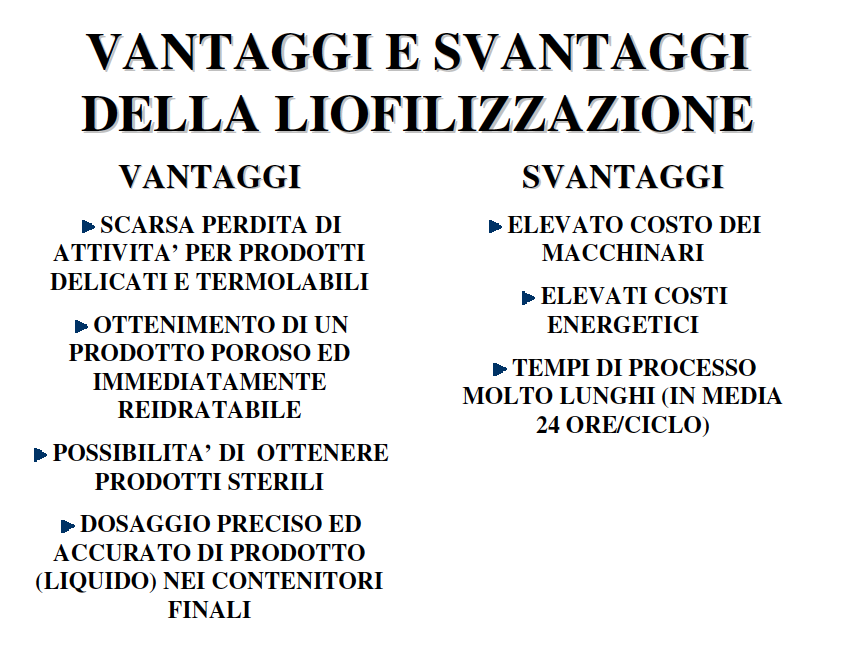 VANTAGGI E SVANTAGGI
DELLA LIOFILIZZAZIONE
VANTAGGI
SCARSA PERDITA DI
ATTIVITA’ PER PRODOTTI
DELICATI E TERMOLABILI
OTTENIMENTO DI UN
PRODOTTO POROSO ED
IMMEDIATAMENTE
REIDRATABILE
POSSIBILITA’ DI OTTENERE
PRODOTTI STERILI
DOSAGGIO PRECISO ED
ACCURATO DI PRODOTTO
(LIQUIDO) NEI CONTENITORI
FINALI
SVANTAGGI
ELEVATO COSTO DEI
MACCHINARI
ELEVATI COSTI
ENERGETICI
TEMPI DI PROCESSO
MOLTO LUNGHI (IN MEDIA
24 ORE/CICLO)